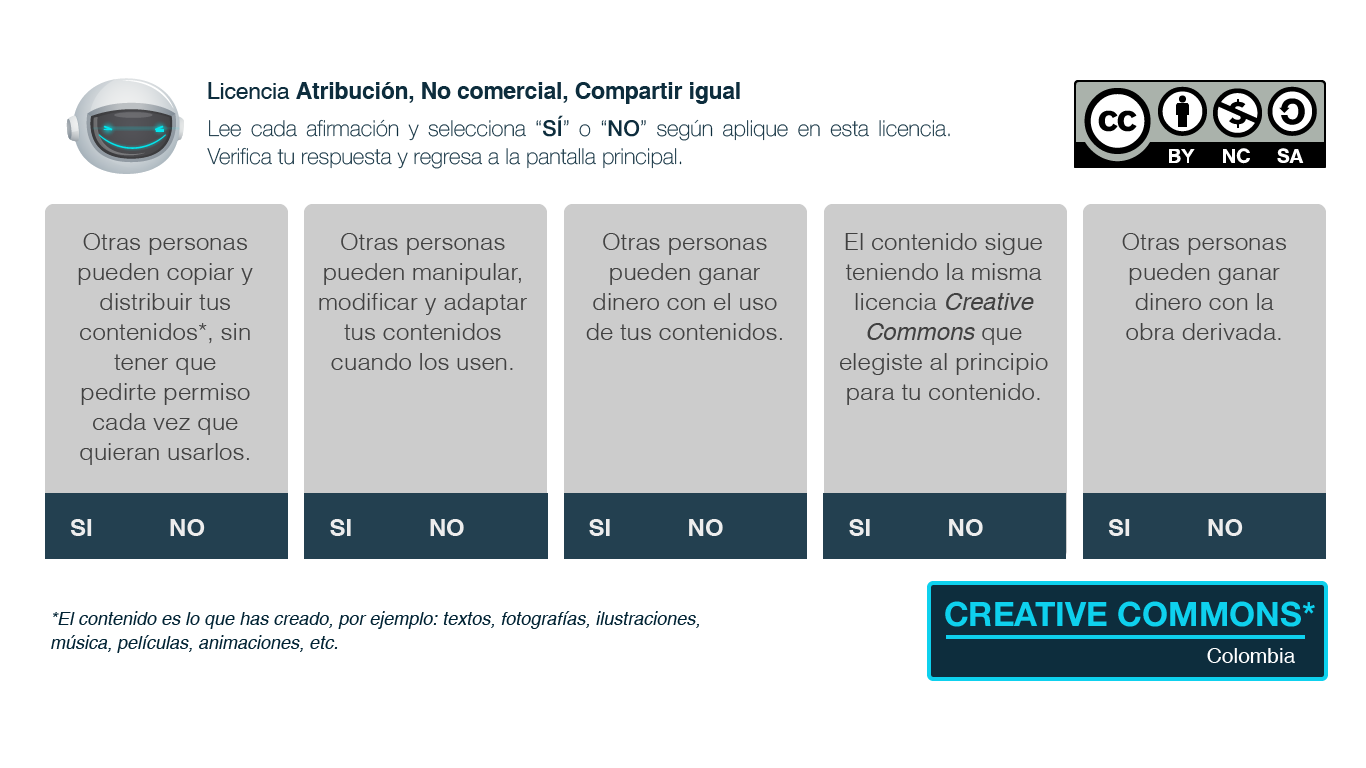 Licencia Atribución, No comercial, Compartir igual
Lee cada afirmación y selecciona “SÍ” o “NO” según aplique en esta licencia.
Verifica tu respuesta y regresa a la pantalla principal.
CC
BY NC SA
Otras personas
pueden copiar y
distribuir tus
contenidos*, sin
tener que
pedirte permiso
cada vez que
quieran usarlos.
SI NO
Otras personas
pueden manipular,
modificar y adaptar
tus contenidos
cuando los usen.
SI NO
Otras personas
pueden ganar
dinero con el uso
de tus contenidos.
SI NO
El contenido sigue
teniendo la misma
licencia Creative
Commons que
elegiste al principio
para tu contenido.
SI NO
Otras personas
pueden ganar
dinero con la
obra derivada.
SI NO
*El contenido es lo que has creado, por ejemplo: textos, fotografías, ilustraciones,
música, películas, animaciones, etc.
CREATIVE COMMONS*
Colombia